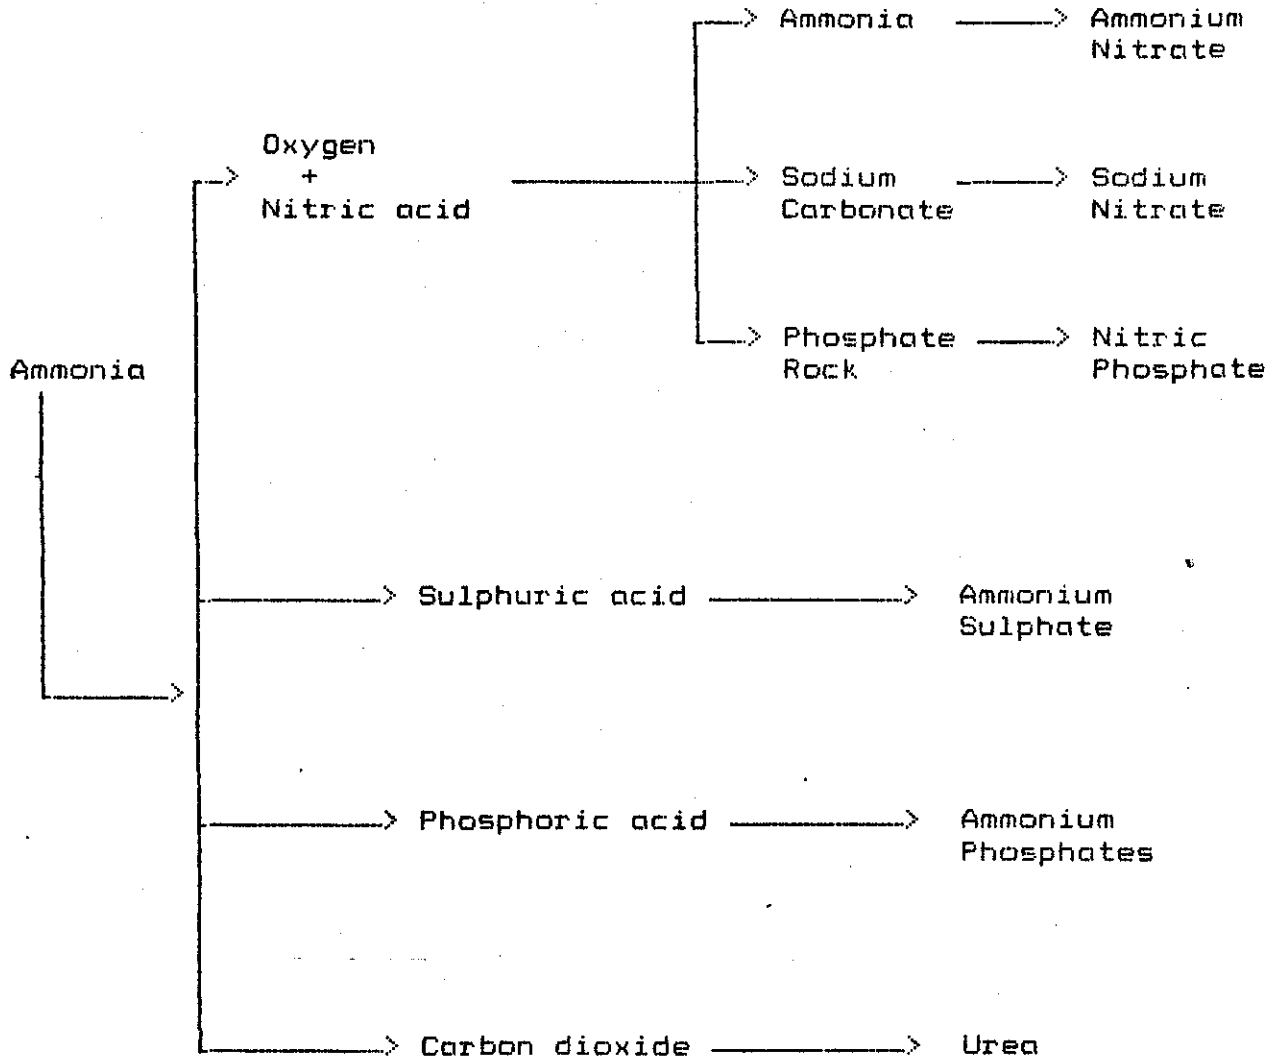 Ammonia
Ammonium
Nitrate
Oxygen
+
Nitric acid
Sodium
Carbonate
Sodium
Nitrate
Phosphate
Rock
Nitric
Phosphate
Ammonia
Sulphuric acid
Ammonium
Sulphate
Phosphoric acid
Ammonium
Phosphates
Carbon dioxide
Urea